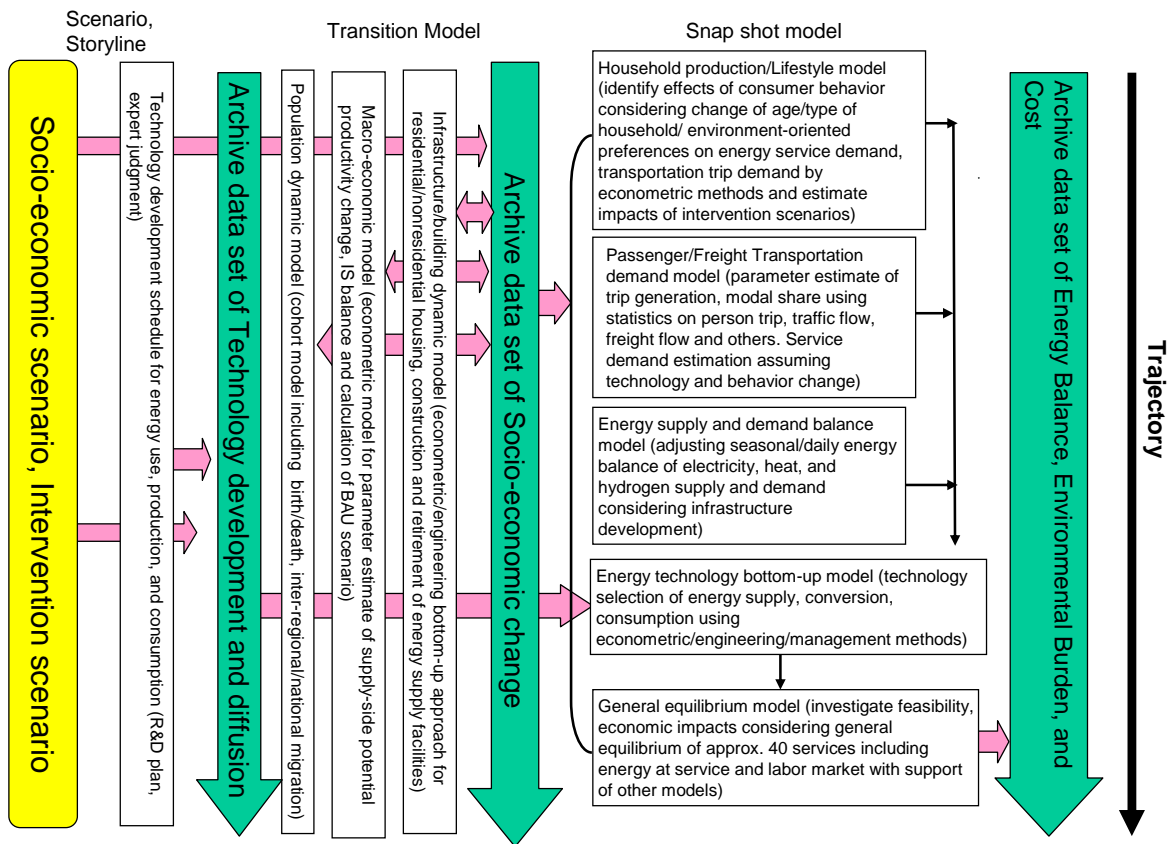 Scenario,
Storyline
Transition Model
Snap shot model
Socio-economic scenario, Intervention scenario
Technology development schedule for energy use, production, and consumption (R&D plan,
expert judgment)
Archive data set of Technology development and diffusion
Population dynamic model (cohort model including birth/death, inter-regional/national migration)
Macro-economic model (econometric model for parameter estimate of supply-side potential
productivity change, IS balance and calculation of BAU scenario)
Infrastructure/building dynamic model (econometric/engineering bottom-up approach for
residential/nonresidential housing, construction and retirement of energy supply facilities)
Archive data set of Socio-economic change
Household production/Lifestyle model
(identify effects of consumer behavior
considering change of age/type of
household/ environment-oriented
preferences on energy service demand,
transportation trip demand by
econometric methods and estimate
impacts of intervention scenarios)
Passenger/Freight Transportation
demand model (parameter estimate of
trip generation, modal share using
statistics on person trip, traffic flow,
freight flow and others. Service
demand estimation assuming
technology and behavior change)
Energy supply and demand balance
model (adjusting seasonal/daily energy
balance of electricity, heat, and
hydrogen supply and demand
considering infrastructure
development)
Energy technology bottom-up model (technology
selection of energy supply, conversion,
consumption using
econometric/engineering/management methods)
General equilibrium model (investigate feasibility,
economic impacts considering general
equilibrium of approx. 40 services including
energy at service and labor market with support
of other models)
Archive data set of Energy Balance, Environmental Burden, and
Cost
Trajectory